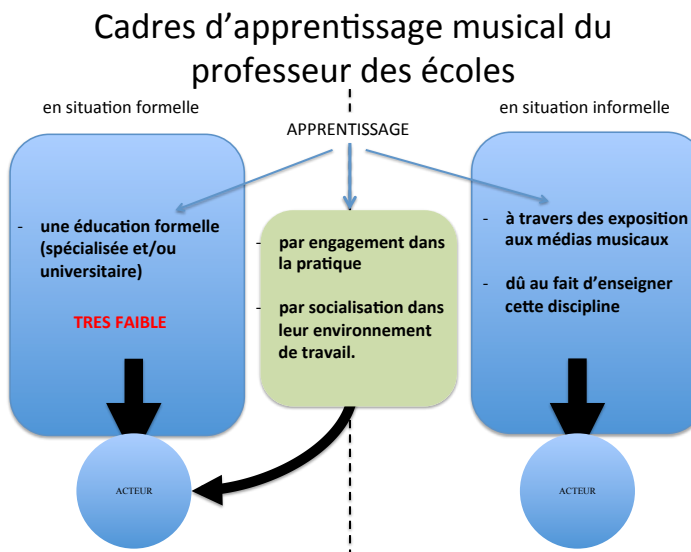 Cadres d'apprentissage musical du
professeur des écoles
en situation formelle
en situation informelle
APPRENTISSAGE
- une éducation formelle
(spécialisée et/ou
universitaire)
TRES FAIBLE
- par engagement dans
la pratique
- par socialisation dans
leur environnement
de travail.
- à travers des exposition
aux médias musicaux
- dû au fait d'enseigner
cette discipline
ACTEUR
ACTEUR